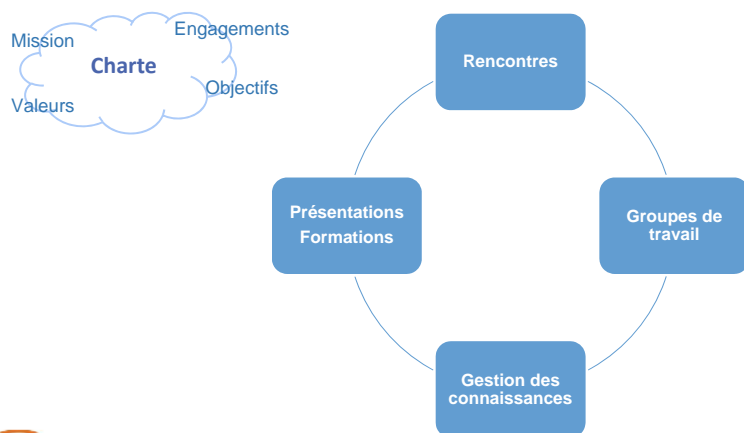 Mission
Engagements
Charte
Valeurs
Objectifs
Rencontres
Présentations
Formations
Groupes de
travail
Gestion des
connaissances